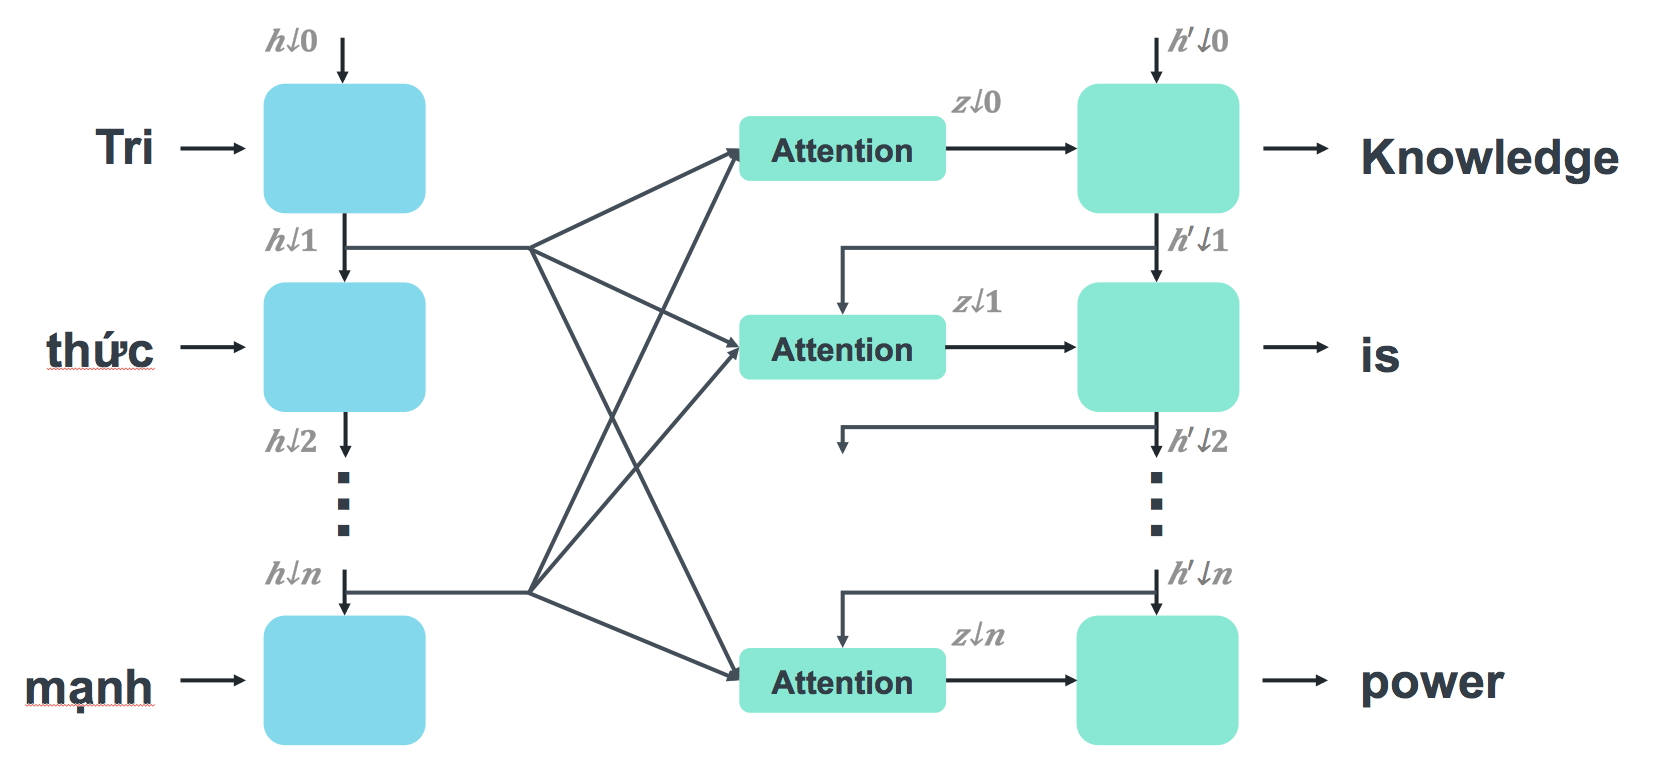 h↓0
h′↓0
z↓0
Tri
Attention
Knowledge
h↓1
h′↓1
z↓1
thức
Attention
is
h↓2
h′↓2
h↓n
h′↓n
z↓n
mạnh
Attention
power